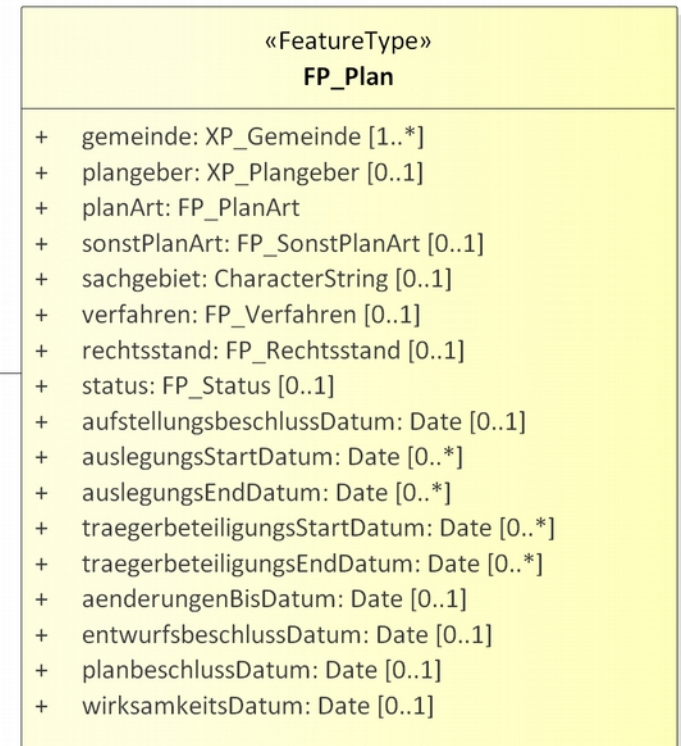 «FeatureType»
FP_Plan
+ gemeinde: XP_Gemeinde [1..*]
+ plangeber: XP_Plangeber [0..1]
+ planArt: FP_PlanArt
+ sonstPlanArt: FP_SonstPlanArt [0..1]
+ sachgebiet: CharacterString [0..1]
+ verfahren: FP_Verfahren [0..1]
+ rechtsstand: FP_Rechtsstand [0..1]
+ status: FP_Status [0..1]
+ aufstellungsbeschlussDatum: Date [0..1]
+ auslegungsStartDatum: Date [0..*]
+ auslegungsEndDatum: Date [0..*]
+ traegerbeteiligungsStartDatum: Date [0..*]
+ traegerbeteiligungsEndDatum: Date [0..*]
+ aenderungenBisDatum: Date [0..1]
+ entwurfsbeschlussDatum: Date [0..1]
+ planbeschlussDatum: Date [0..1]
+ wirksamkeitsDatum: Date [0..1]